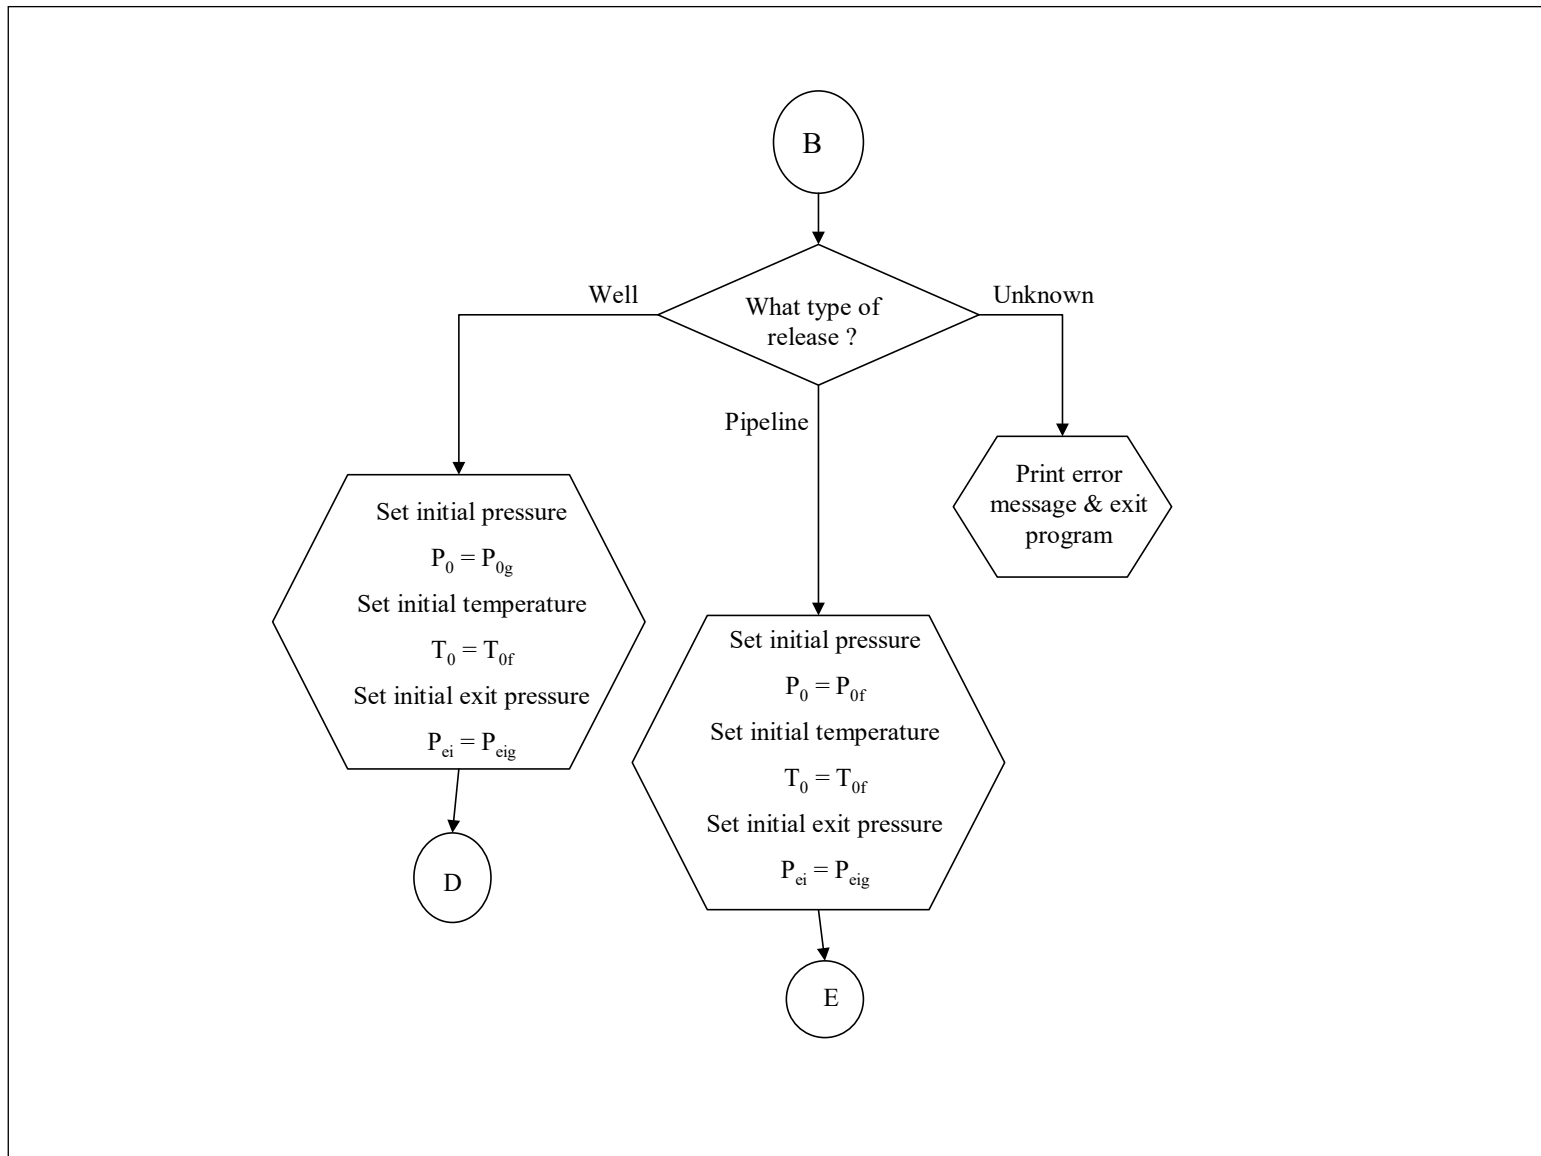 B
What type of
release ?
Well
Unknown
Pipeline
Set initial pressure
P₀ = P₀g
Set initial temperature
T₀ = T₀f
Set initial exit pressure
Pei = Peig
D
Set initial pressure
P₀ = P₀f
Set initial temperature
T₀ = T₀f
Set initial exit pressure
Pei = Peig
E
Print error
message & exit
program